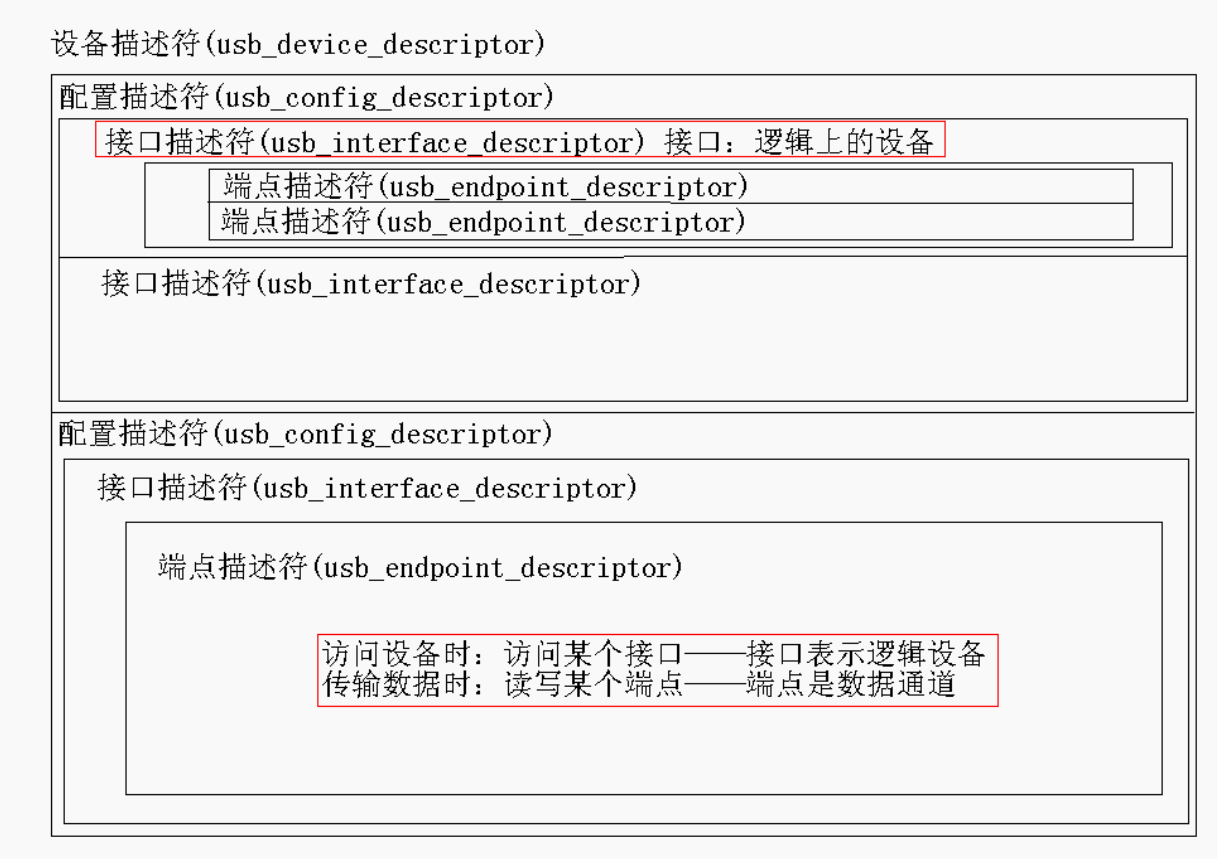 设备描述符(usb_device_descriptor)
配置描述符(usb_config_descriptor)
接口描述符(usb_interface_descriptor) 接口：逻辑上的设备
端点描述符(usb_endpoint_descriptor)
端点描述符(usb_endpoint_descriptor)
接口描述符(usb_interface_descriptor)
配置描述符(usb_config_descriptor)
接口描述符(usb_interface_descriptor)
端点描述符(usb_endpoint_descriptor)
访问设备时：访问某个接口——接口表示逻辑设备
传输数据时：读写某个端点——端点是数据通道